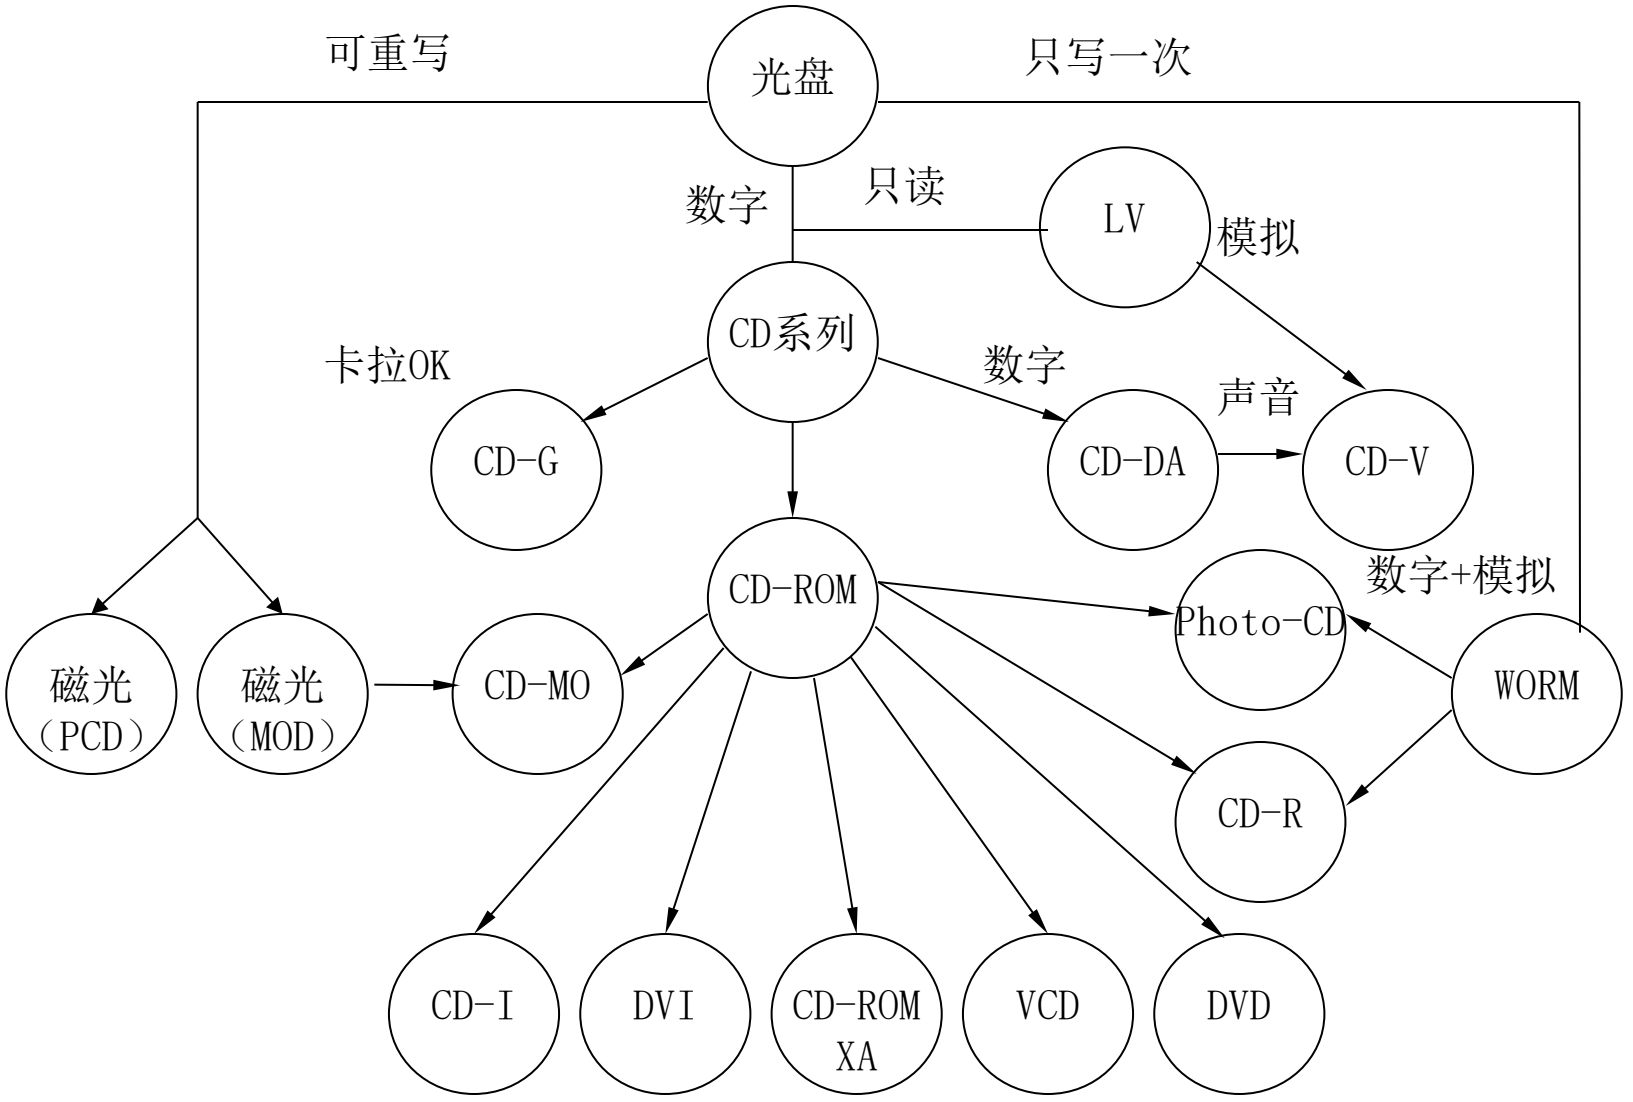 可重写
光盘
只写一次
数字
只读
LV
模拟
CD系列
卡拉OK
数字
声音
CD-G
CD-DA
CD-V
CD-ROM
数字+模拟
Photo-CD
磁光
(PCD)
磁光
(MOD)
CD-MO
WORM
CD-R
CD-I
DVI
CD-ROM
XA
VCD
DVD